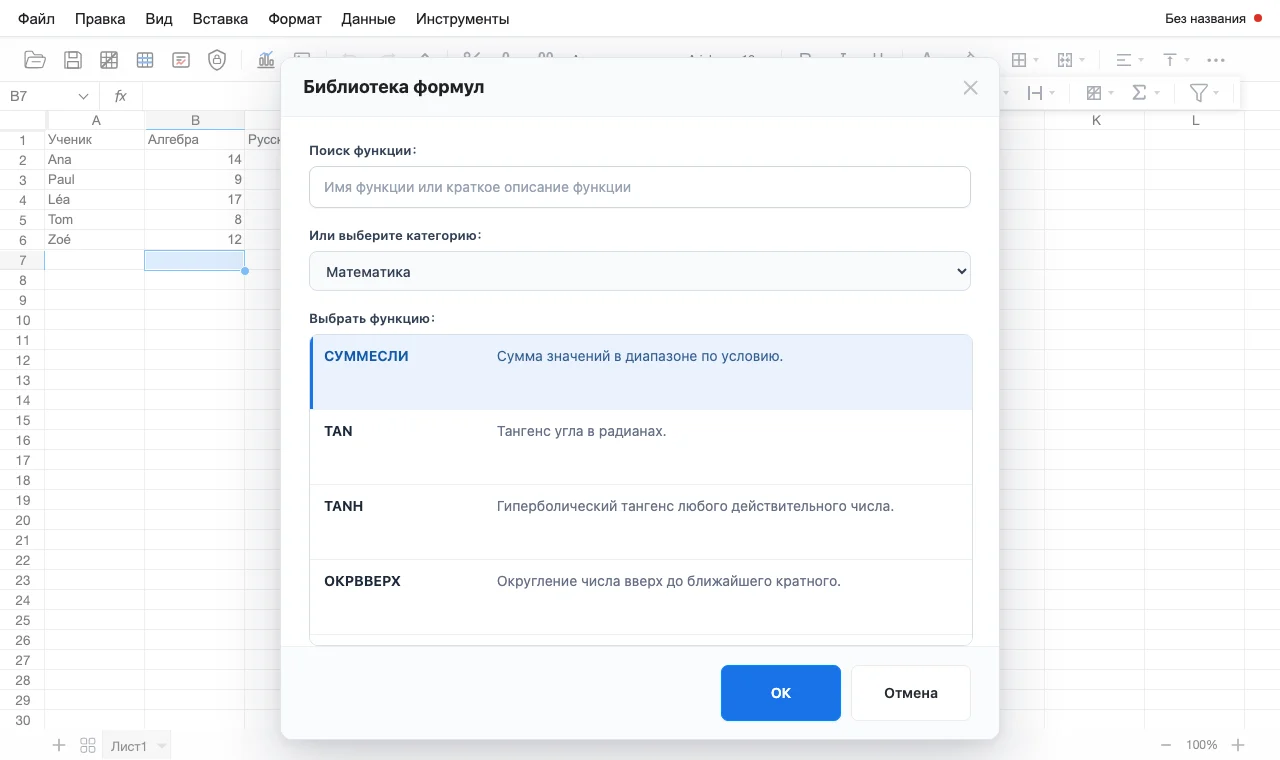 Файл Правка Вид Вставка Формат Данные Инструменты Без названия
B7 fx
A B K L
1 Ученик Алгебра
2 Ana 14
3 Paul 9
4 Léa 17
5 Tom 8
6 Zoé 12
7
8
9
10
11
12
13
14
15
16
17
18
19
20
21
22
23
24
25
26
27
28
29
30
Библиотека формул
Поиск функции:
Имя функции или краткое описание функции
Или выберите категорию:
Математика
Выбрать функцию:
СУММЕСЛИ Сумма значений в диапазоне по условию.
TAN Тангенс угла в радианах.
TANH Гиперболический тангенс любого действительного числа.
ОКРВВЕРХ Округление числа вверх до ближайшего кратного.
ОК Отмена
Лист1 100%